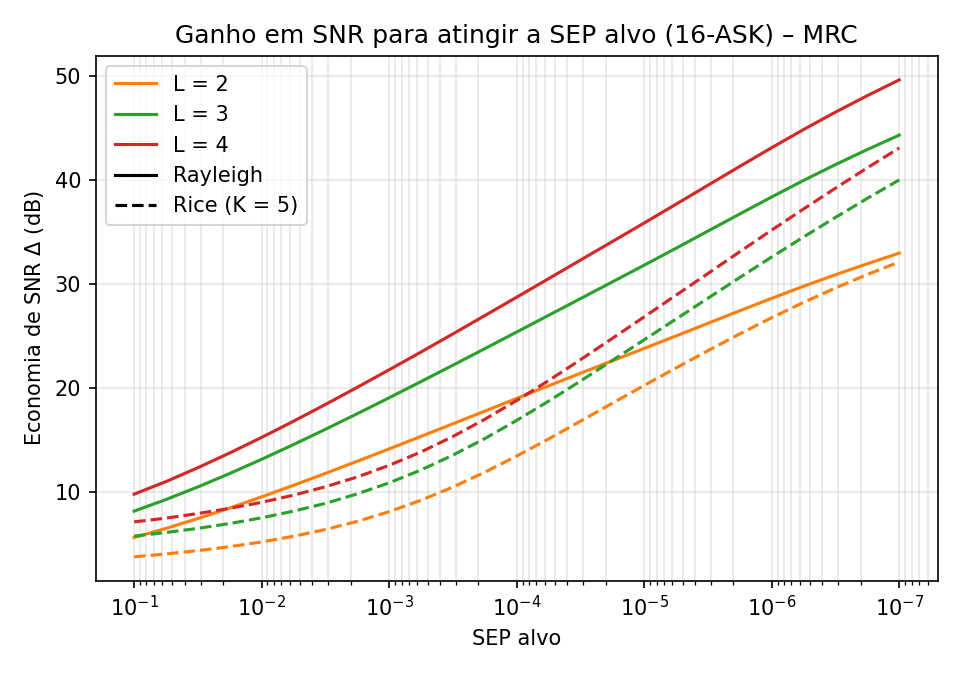 Ganho em SNR para atingir a SEP alvo (16-ASK) – MRC
Economia de SNR Δ (dB)
50
40
30
20
10
L = 2
L = 3
L = 4
Rayleigh
Rice (K = 5)
10⁻¹
10⁻²
10⁻³
10⁻⁴
10⁻⁵
10⁻⁶
10⁻⁷
SEP alvo